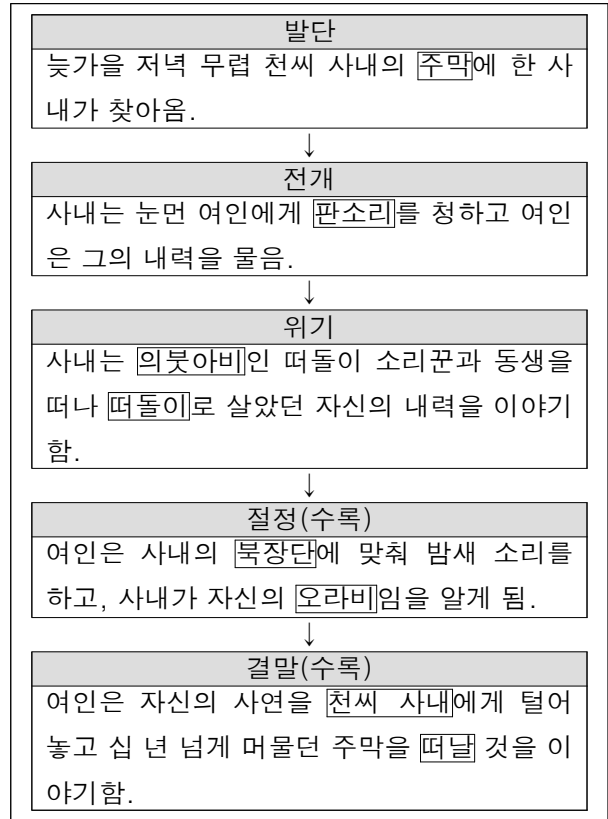 발단
늦가을 저녁 무렵 천씨 사내의 주막에 한 사
내가 찾아옴.
↓
전개
사내는 눈먼 여인에게 판소리를 청하고 여인
은 그의 내력을 물음.
↓
위기
사내는 의붓아비인 떠돌이 소리꾼과 동생을
떠나 떠돌이로 살았던 자신의 내력을 이야기
함.
↓
절정(수록)
여인은 사내의 북장단에 맞춰 밤새 소리를
하고, 사내가 자신의 오라비임을 알게 됨.
↓
결말(수록)
여인은 자신의 사연을 천씨 사내에게 털어
놓고 십 년 넘게 머물던 주막을 떠날 것을 이
야기함.